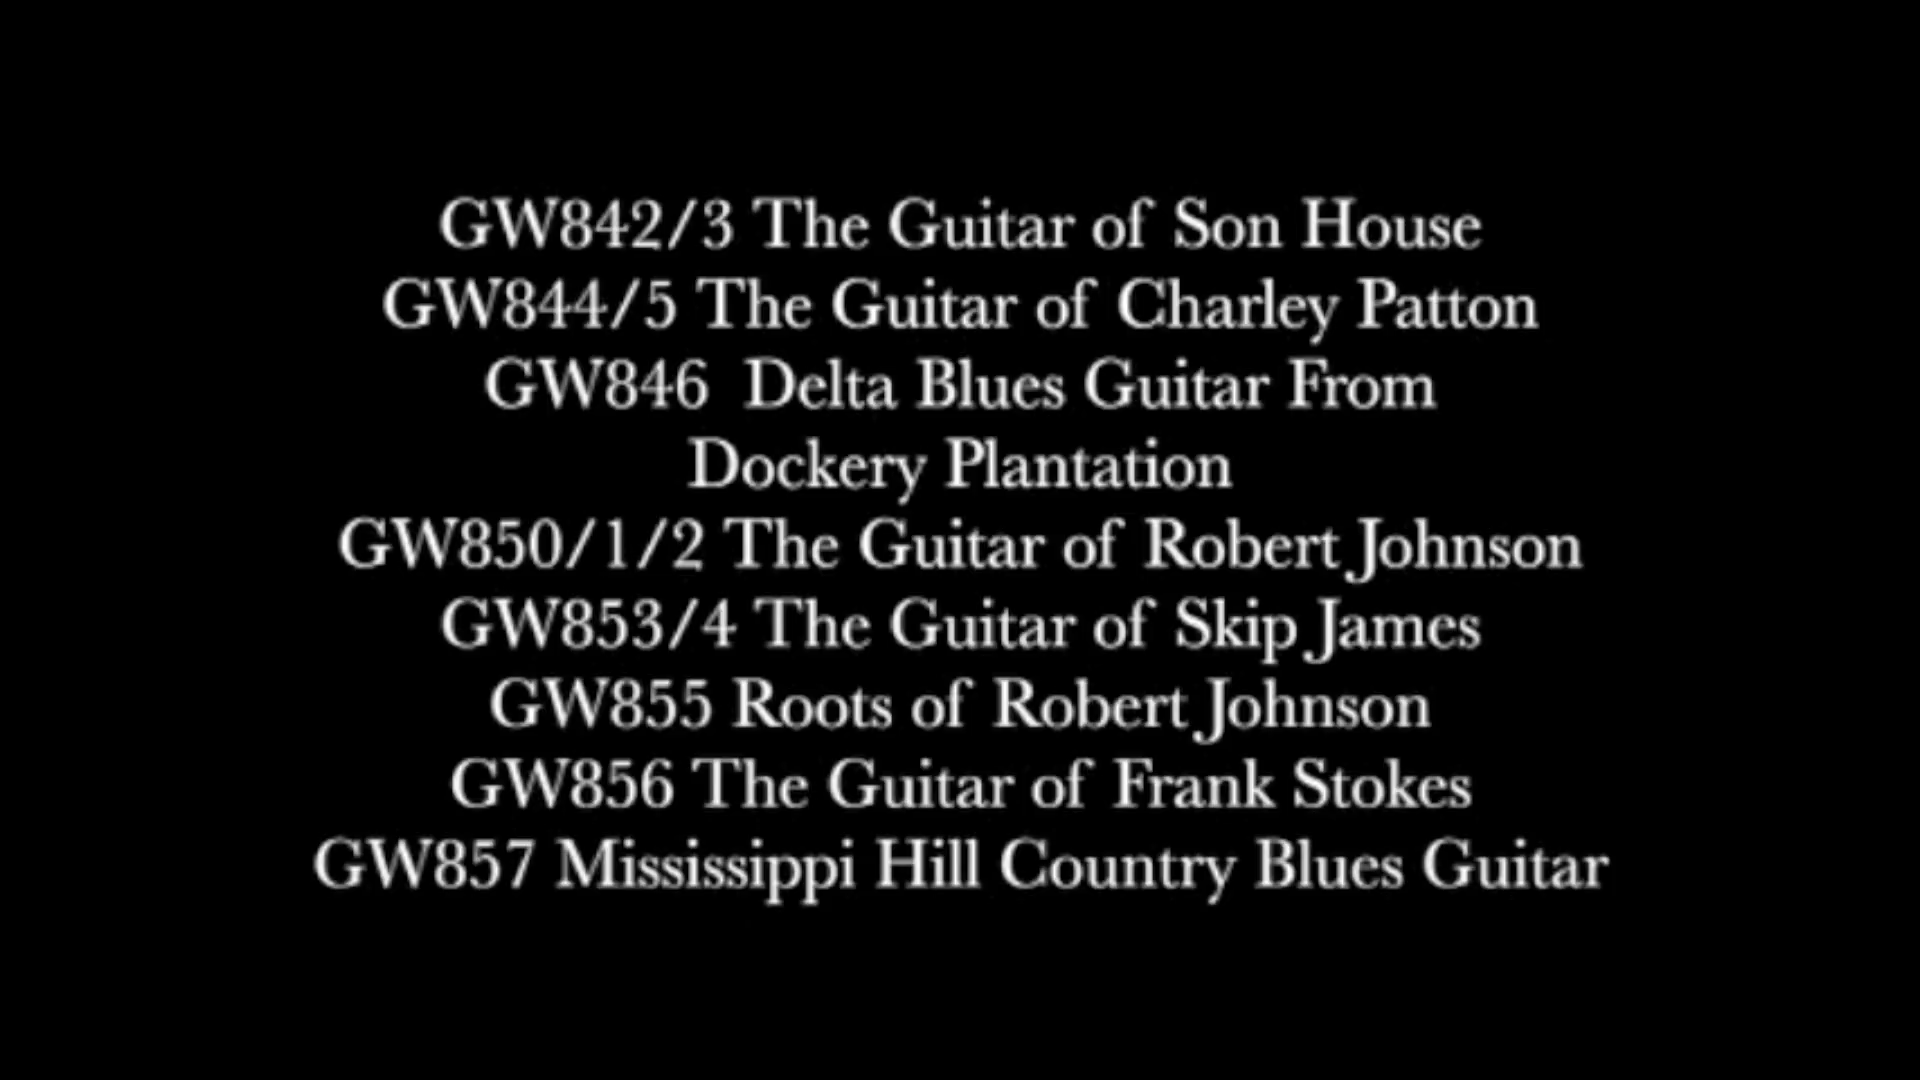 GW842/3 The Guitar of Son House
GW844/5 The Guitar of Charley Patton
GW846  Delta Blues Guitar From
Dockery Plantation
GW850/1/2 The Guitar of Robert Johnson
GW853/4 The Guitar of Skip James
GW855 Roots of Robert Johnson
GW856 The Guitar of Frank Stokes
GW857 Mississippi Hill Country Blues Guitar